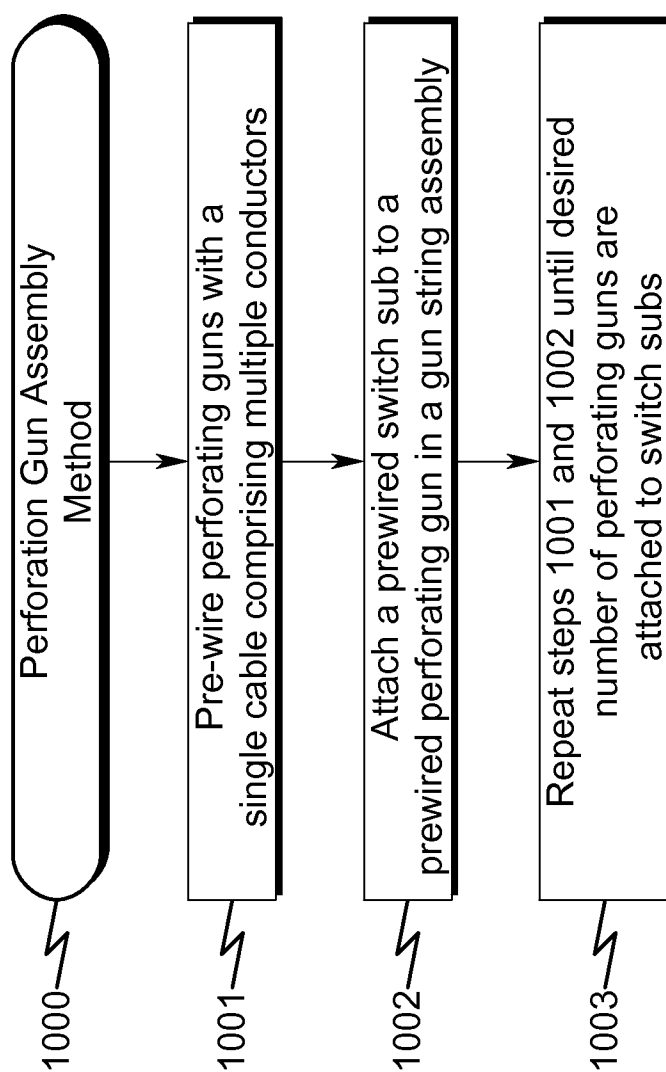 1000
Perforation Gun Assembly
Method
1001
Pre-wire perforating guns with a
single cable comprising multiple conductors
1002
Attach a prewired switch sub to a
prewired perforating gun in a gun string assembly
1003
Repeat steps 1001 and 1002 until desired
number of perforating guns are
attached to switch subs